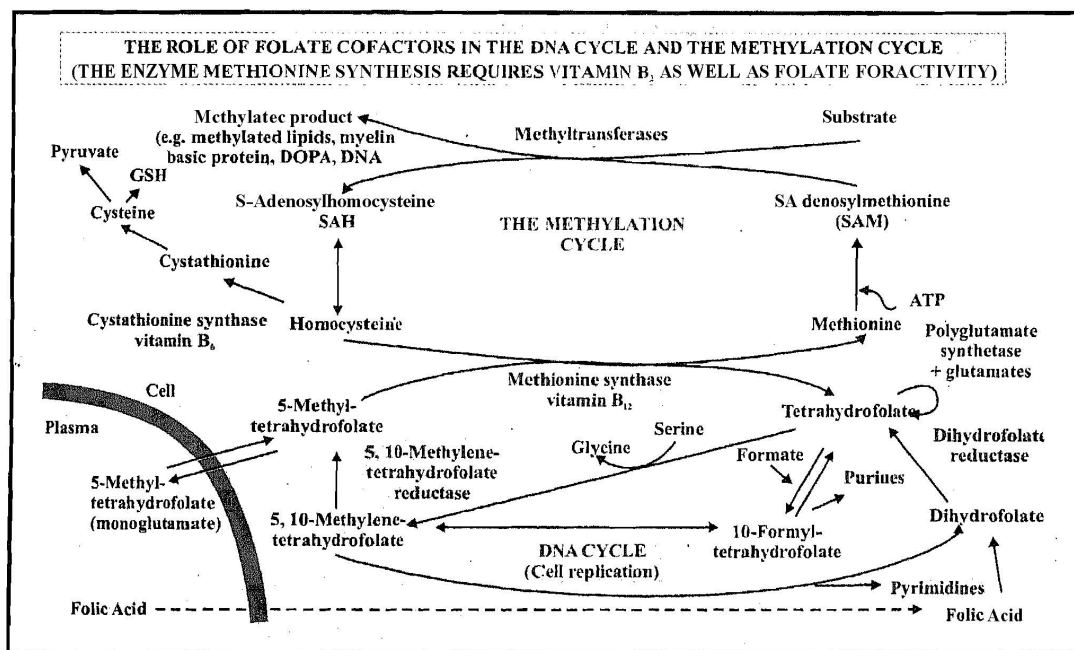 THE ROLE OF FOLATE COFACTORS IN THE DNA CYCLE AND THE METHYLATION CYCLE
(THE ENZYME METHIONINE SYNTHESIS REQUIRES VITAMIN B, AS WELL AS FOLATE FORACTIVITY)
Mcthylatec product
(e.g. methylated lipids, myelin
basic protein, DOPA, DNA
Methyltransferases
Substrate
Pyruvate
GSH
Cysteine
S-Adenosylhomocysteine
SAH
SA denosylmethionine
(SAM)
THE METHYLATION
CYCLE
Cystathionine
ATP
Cystathionine synthase
vitamin B6
Homocysteine
Methionine
Polyglutamate
synthetase
+ glutamates
Methionine synthase
vitamin B12
Cell
Plasma
5-Methyl-
tetrahydrofolate
Tetrahydrofolate
Serine
Glycine
5, 10-Methylene-
tetrahydrofolate
reductase
Formate
Dihydrofolate
reductase
Purines
5-Methyl-
tetrahydrofolate
(monoglutamate)
5, 10-Methylene-
tetrahydrofolate
10-Formyl-
tetrahydrofolate
Dihydrofolate
DNA CYCLE
(Cell replication)
Pyrimidines
Folic Acid
Folic Acid